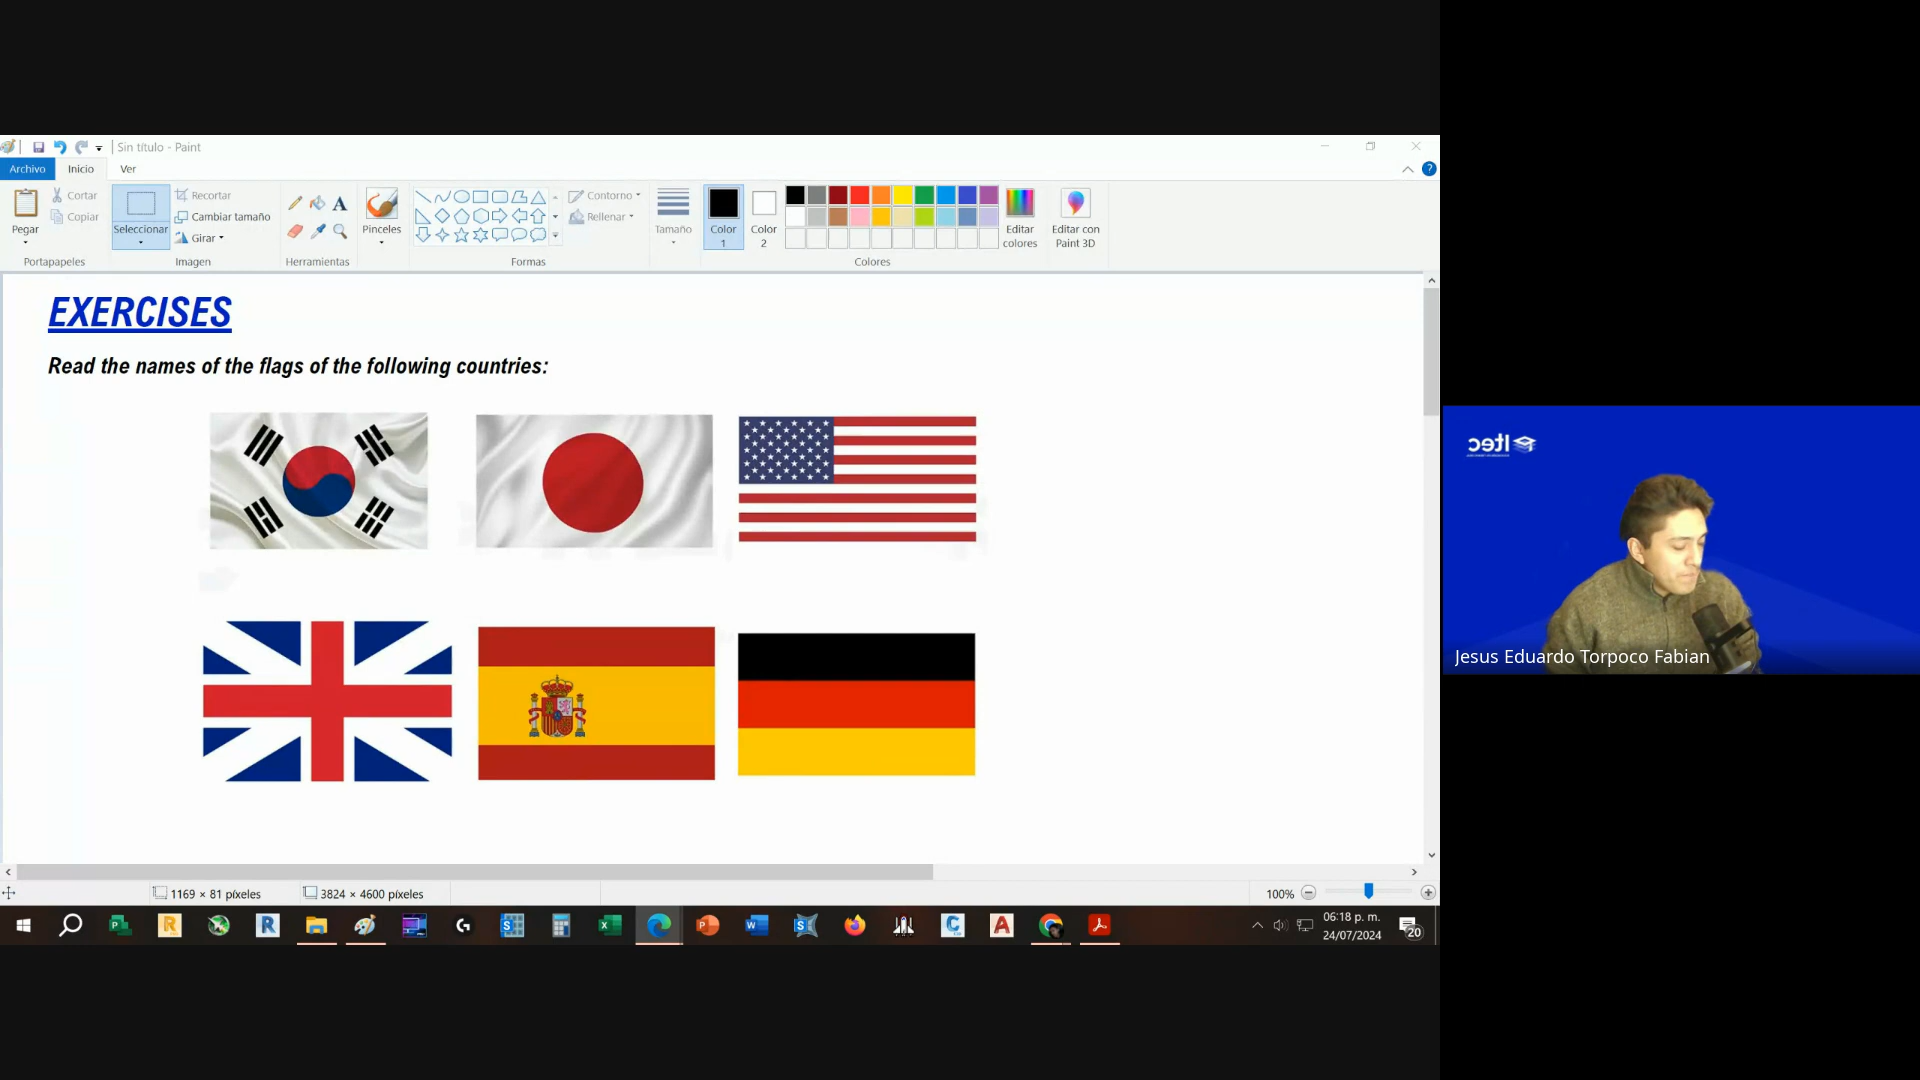 Sin título - Paint
Archivo Inicio Ver
Pegar
Cortar
Copiar
Portapapeles
Seleccionar
Recortar
Cambiar tamaño
Girar
Imagen
A
Herramientas
Pinceles
Contorno
Rellenar
Formas
Tamaño
Color
1
Color
2
Editar
colores
Editar con
Paint 3D
Colores
EXERCISES
Read the names of the flags of the following countries:
1169 × 81 píxeles
3824 × 4600 píxeles
100%
06:18 p. m.
24/07/2024
20
Itec
Jesus Eduardo Torpoco Fabian